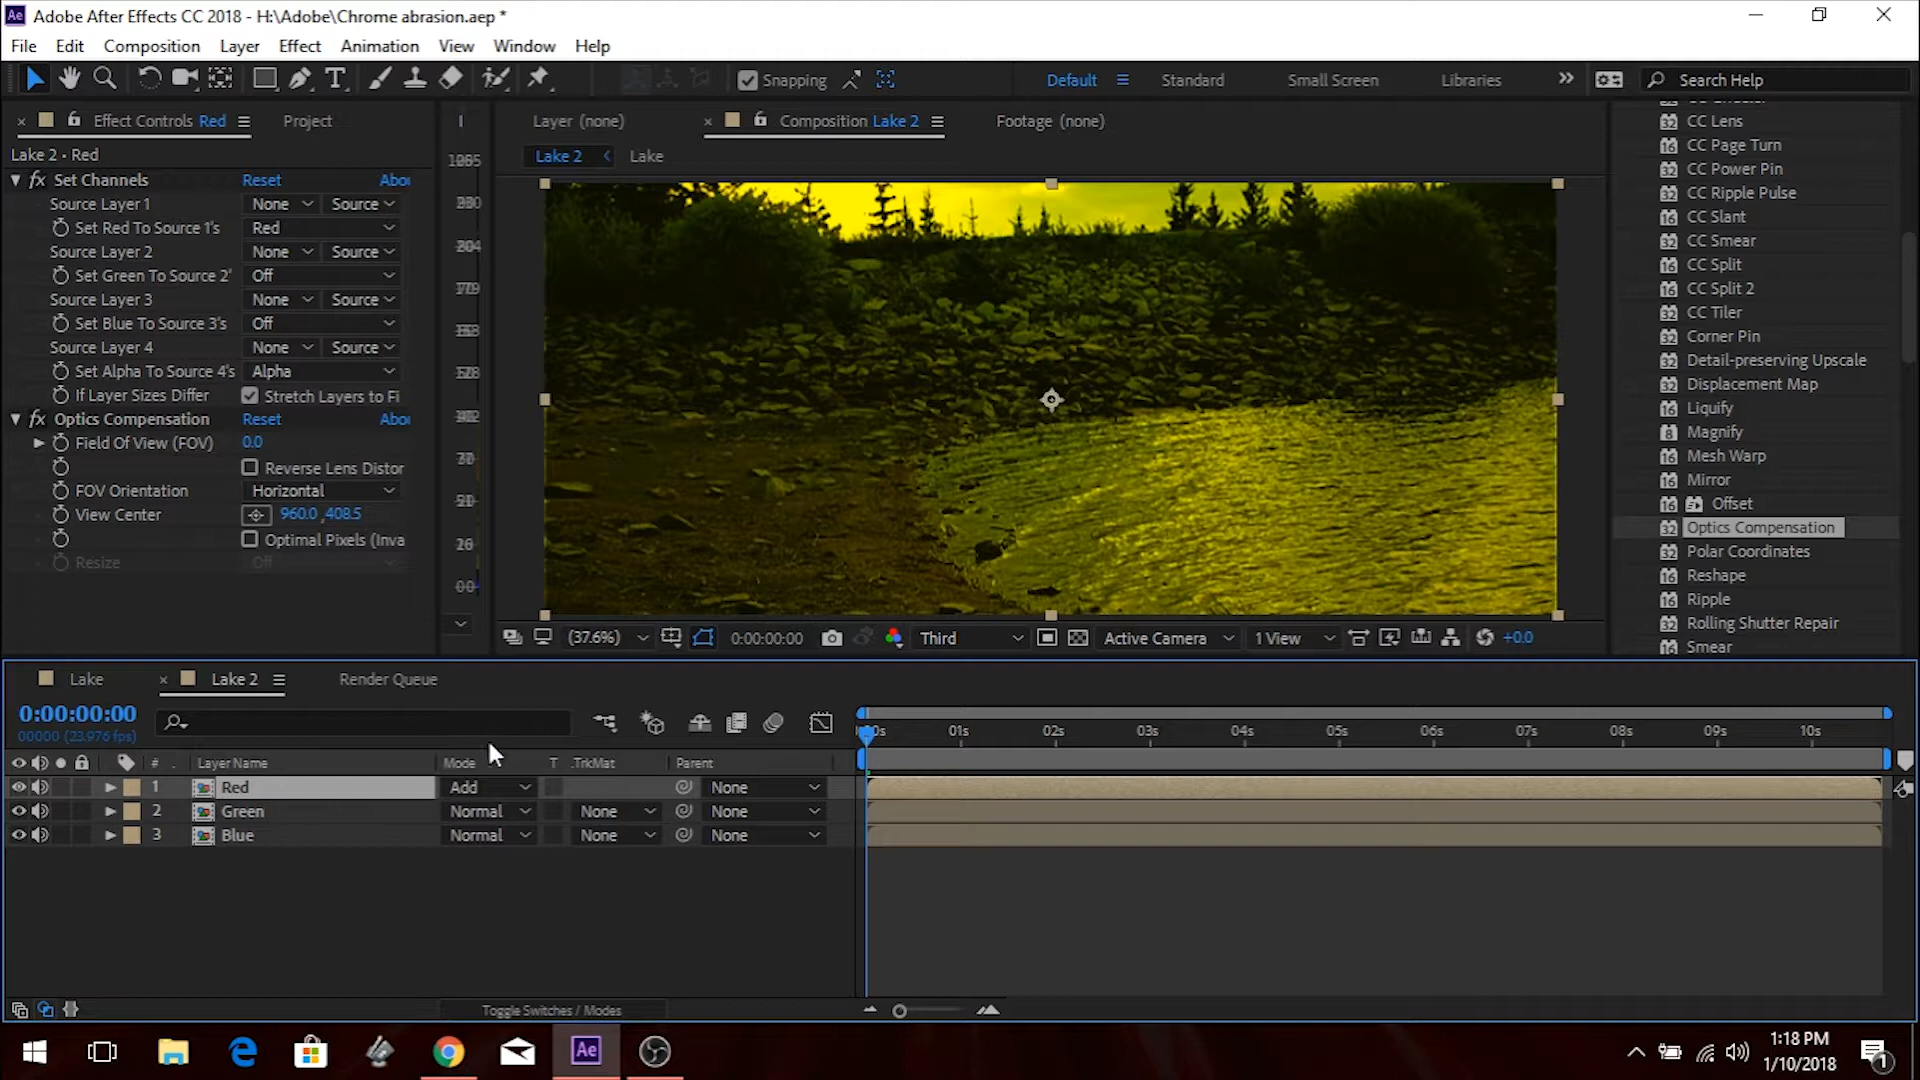 Adobe After Effects CC 2018 - H:\Adobe\Chrome abrasion.aep *
File Edit Composition Layer Effect Animation View Window Help
Snapping
Default Standard Small Screen Libraries Search Help
Effect Controls Red Project
Layer (none) Composition Lake 2 Footage (none)
Lake 2 • Red
Lake 2 Lake
Set Channels Reset Abou
Source Layer 1 None Source
Set Red To Source 1's Red
Source Layer 2 None Source
Set Green To Source 2' Off
Source Layer 3 None Source
Set Blue To Source 3's Off
Source Layer 4 None Source
Set Alpha To Source 4's Alpha
If Layer Sizes Differ Stretch Layers to Fi
Optics Compensation Reset Abou
Field Of View (FOV) 0.0
Reverse Lens Distor
FOV Orientation Horizontal
View Center 960.0 ,408.5
Optimal Pixels (Inva
Resize Off
CC Lens
CC Page Turn
CC Power Pin
CC Ripple Pulse
CC Slant
CC Smear
CC Split
CC Split 2
CC Tiler
Corner Pin
Detail-preserving Upscale
Displacement Map
Liquify
Magnify
Mesh Warp
Mirror
Offset
Optics Compensation
Polar Coordinates
Reshape
Ripple
Rolling Shutter Repair
Smear
(37.6%) 0:00:00:00 Third Active Camera 1 View +0.0
Lake Lake 2 Render Queue
0:00:00:00
00000 (23.976 fps)
01s 02s 03s 04s 05s 06s 07s 08s 09s 10s
# Layer Name Mode T .TrkMat Parent
1 Red Add None
2 Green Normal None None
3 Blue Normal None None
Toggle Switches / Modes
1:18 PM
1/10/2018